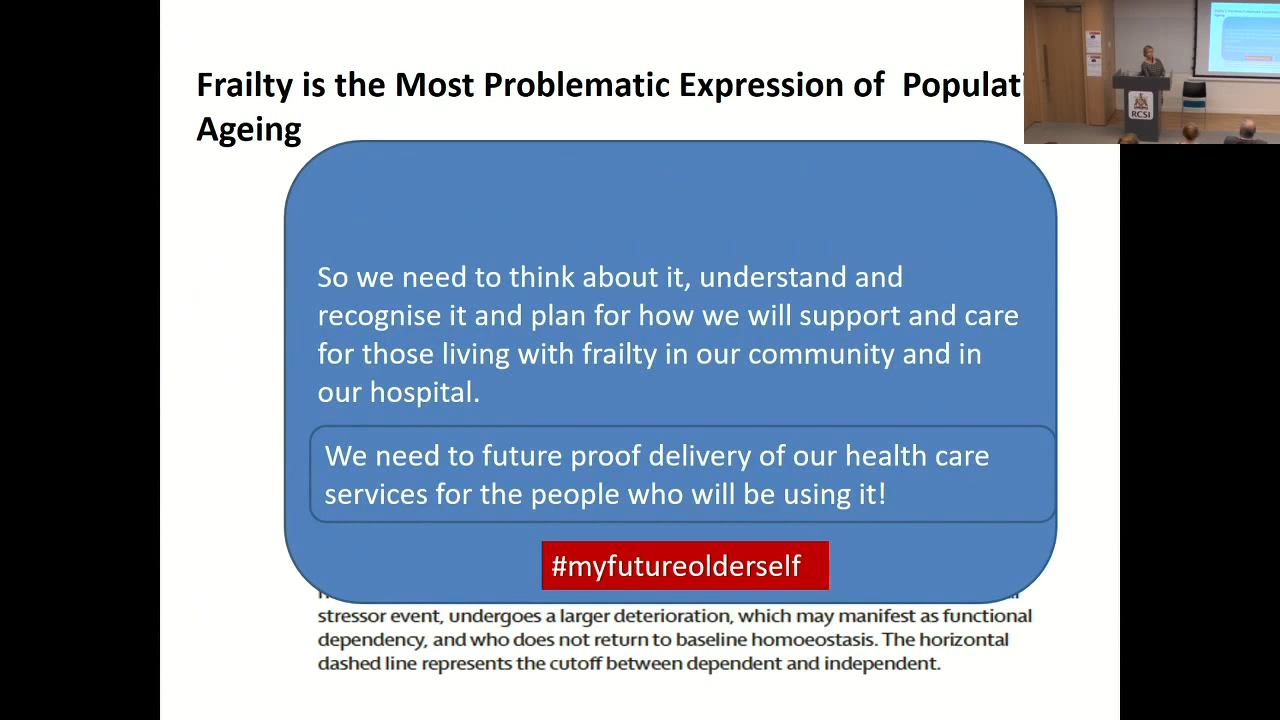 Frailty is the Most Problematic Expression of Populati
Ageing
So we need to think about it, understand and
recognise it and plan for how we will support and care
for those living with frailty in our community and in
our hospital.
We need to future proof delivery of our health care
services for the people who will be using it!
#myfutureolderself
stressor event, undergoes a larger deterioration, which may manifest as functional
dependency, and who does not return to baseline homoeostasis. The horizontal
dashed line represents the cutoff between dependent and independent.
RCSI